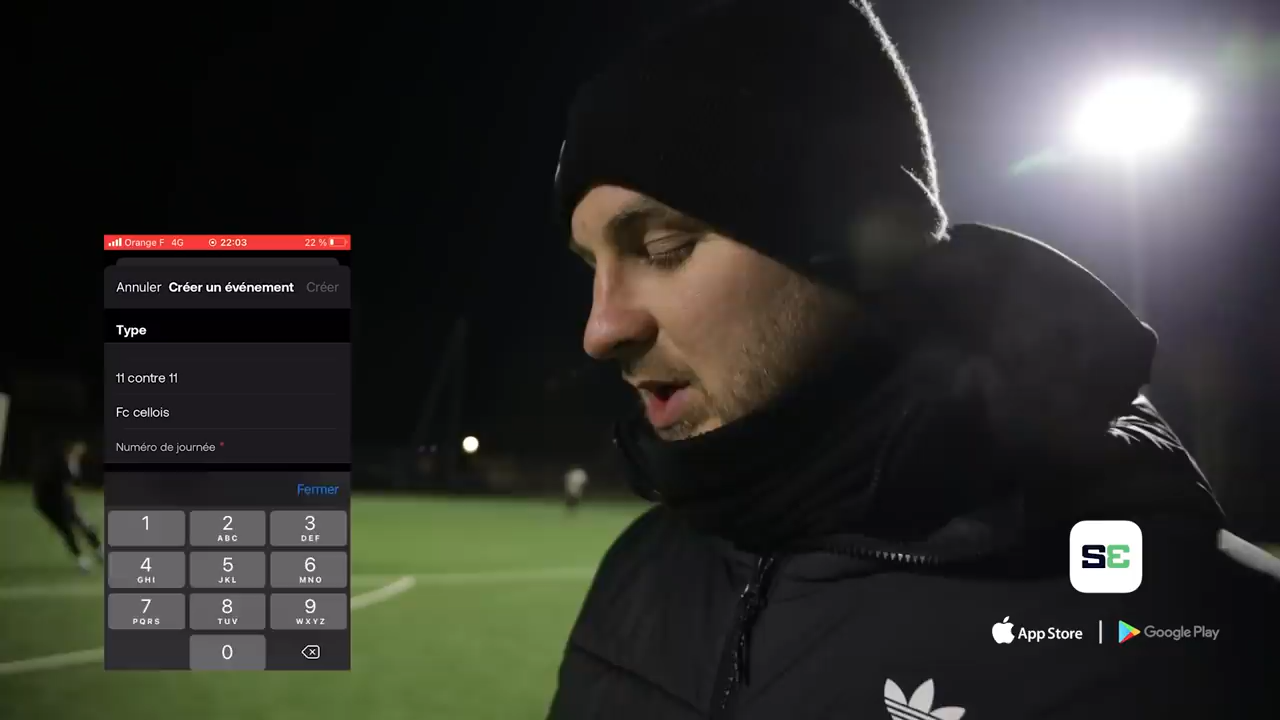 Orange F 4G 22:03 22 %
Annuler Créer un événement Créer
Type
11 contre 11
Fc cellois
Numéro de journée *
Fermer
1 2 ABC 3 DEF
4 GHI 5 JKL 6 MNO
7 PQRS 8 TUV 9 WXYZ
0
SE
App Store | Google Play